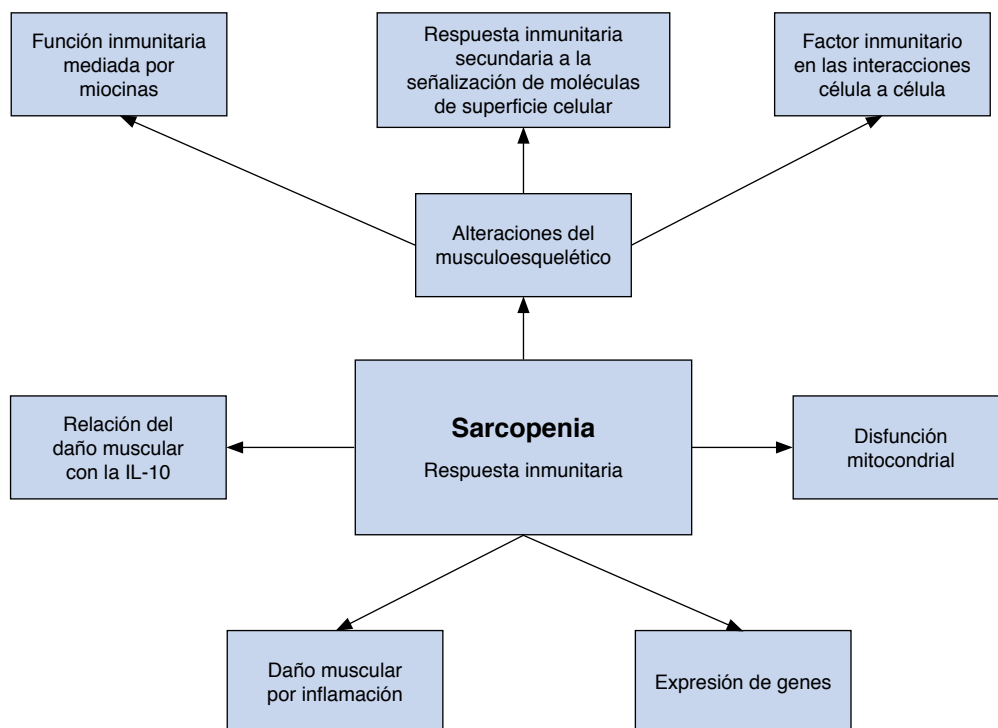 Función inmunitaria
mediada por
miocinas
Respuesta inmunitaria
secundaria a la
señalización de moléculas
de superficie celular
Factor inmunitario
en las interacciones
célula a célula
Alteraciones del
musculoesquelético
Relación del
daño muscular
con la IL-10
Sarcopenia
Respuesta inmunitaria
Disfunción
mitocondrial
Daño muscular
por inflamación
Expresión de genes